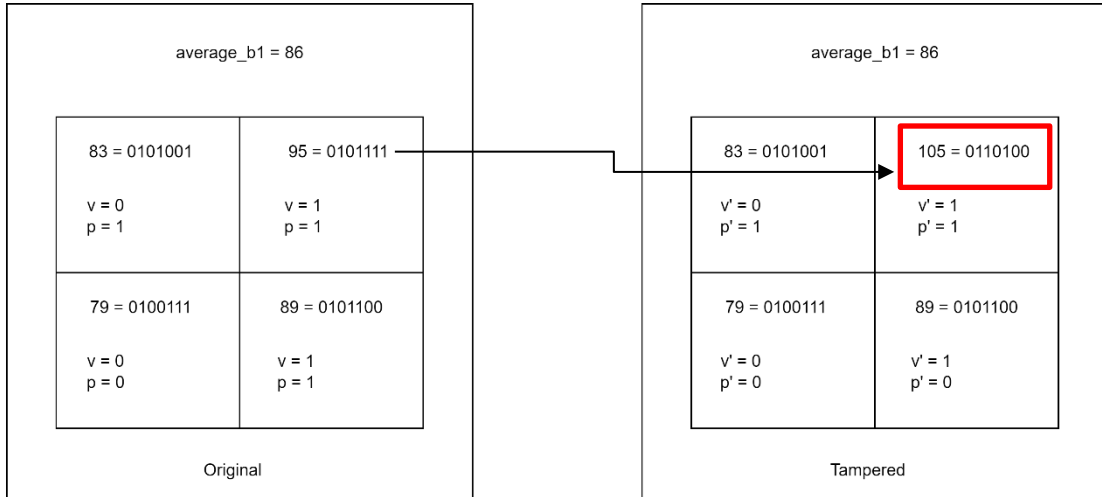 average_b1 = 86
83 = 0101001
95 = 0101111
v = 0
p = 1
v = 1
p = 1
79 = 0100111
89 = 0101100
v = 0
p = 0
v = 1
p = 1
Original
average_b1 = 86
83 = 0101001
105 = 0110100
v' = 0
p' = 1
v' = 1
p' = 1
79 = 0100111
89 = 0101100
v' = 0
p' = 0
v' = 1
p' = 0
Tampered